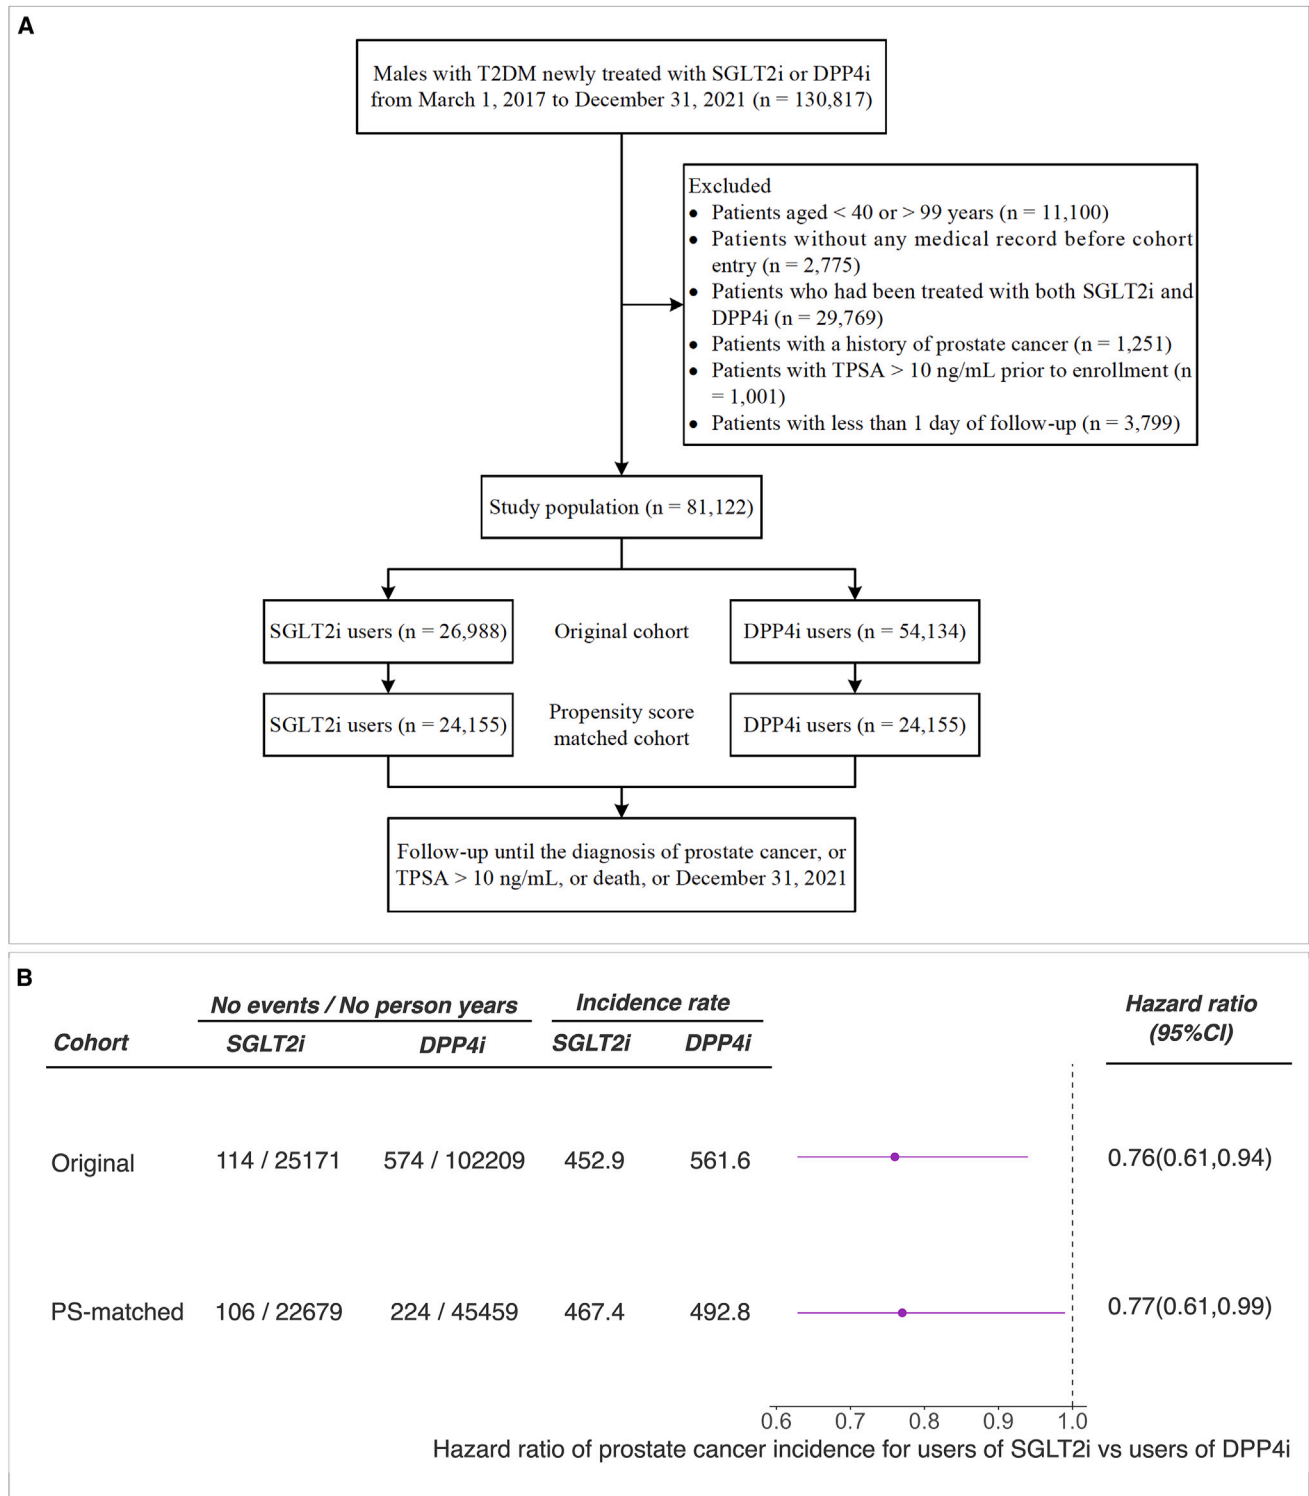 A
Males with T2DM newly treated with SGLT2i or DPP4i
from March 1, 2017 to December 31, 2021 (n = 130,817)
Excluded
• Patients aged < 40 or > 99 years (n = 11,100)
• Patients without any medical record before cohort
entry (n = 2,775)
• Patients who had been treated with both SGLT2i and
DPP4i (n = 29,769)
• Patients with a history of prostate cancer (n = 1,251)
• Patients with TPSA > 10 ng/mL prior to enrollment (n
= 1,001)
• Patients with less than 1 day of follow-up (n = 3,799)
Study population (n = 81,122)
SGLT2i users (n = 26,988) Original cohort DPP4i users (n = 54,134)
SGLT2i users (n = 24,155) Propensity score
matched cohort DPP4i users (n = 24,155)
Follow-up until the diagnosis of prostate cancer, or
TPSA > 10 ng/mL, or death, or December 31, 2021
B
No events / No person years Incidence rate Hazard ratio
(95%CI)
Cohort SGLT2i DPP4i SGLT2i DPP4i
Original 114 / 25171 574 / 102209 452.9 561.6 0.76(0.61,0.94)
PS-matched 106 / 22679 224 / 45459 467.4 492.8 0.77(0.61,0.99)
0.6 0.7 0.8 0.9 1.0
Hazard ratio of prostate cancer incidence for users of SGLT2i vs users of DPP4i